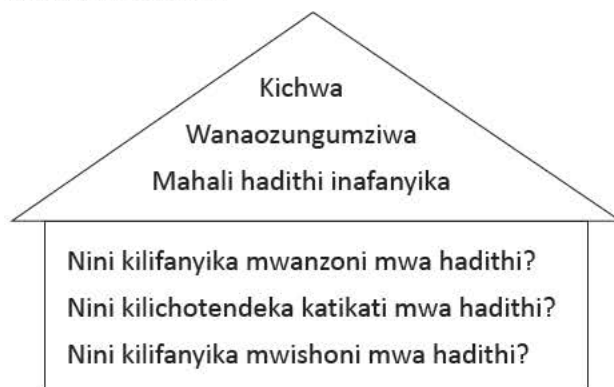 Kichwa
Wanaozungumziwa
Mahali hadithi inafanyika
Nini kilifanyika mwanzoni mwa hadithi?
Nini kilichotendeka katikati mwa hadithi?
Nini kilifanyika mwishoni mwa hadithi?